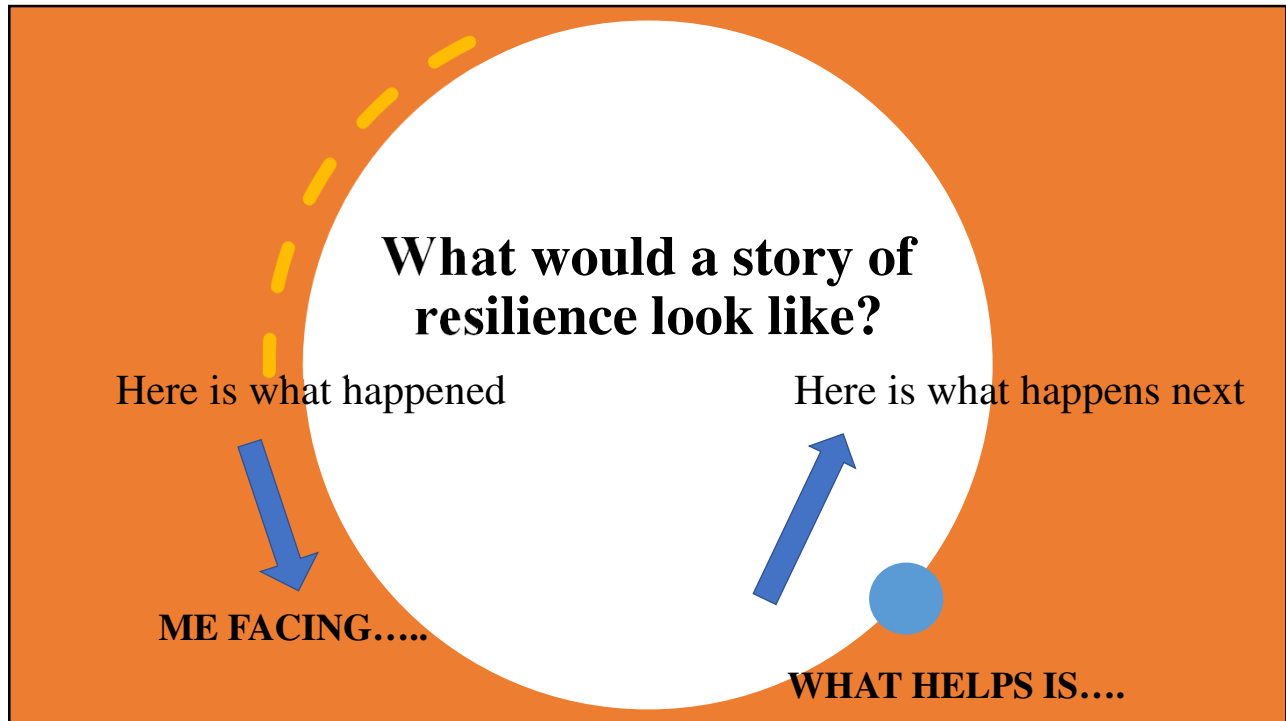 What would a story of
resilience look like?
Here is what happened
Here is what happens next
ME FACING…..
WHAT HELPS IS….